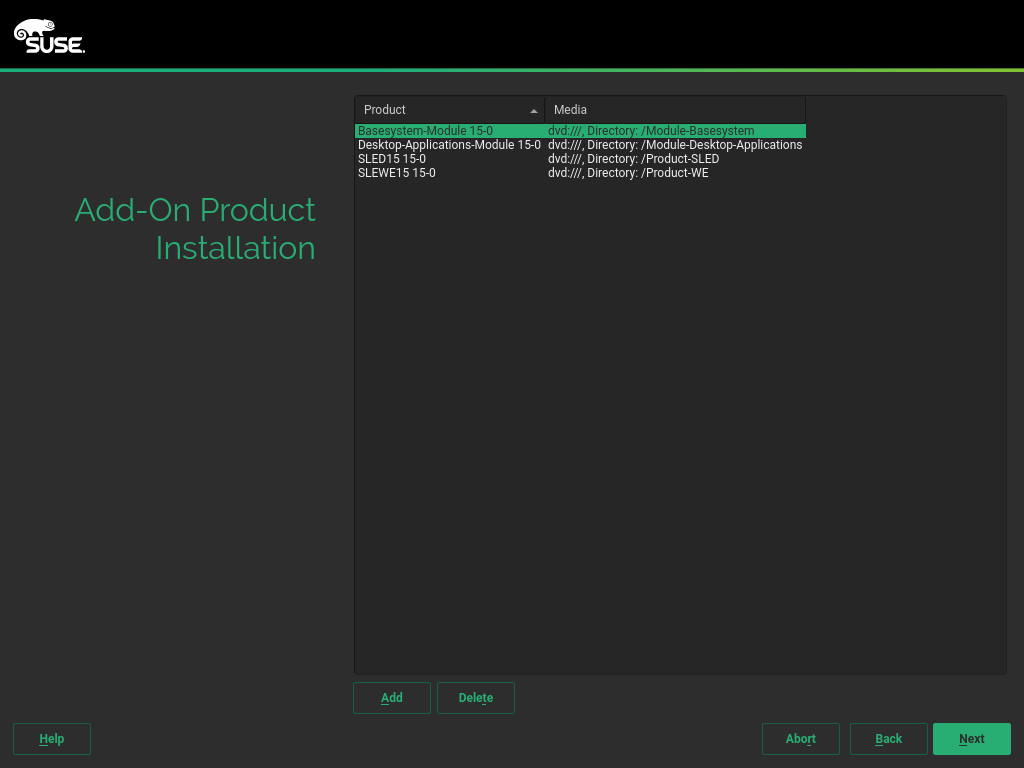 SUSE.
Add-On Product
Installation
Product Media
Basesystem-Module 15-0 dvd:///, Directory: /Module-Basesystem
Desktop-Applications-Module 15-0 dvd:///, Directory: /Module-Desktop-Applications
SLED15 15-0 dvd:///, Directory: /Product-SLED
SLEWE15 15-0 dvd:///, Directory: /Product-WE
Add Delete
Help Abort Back Next